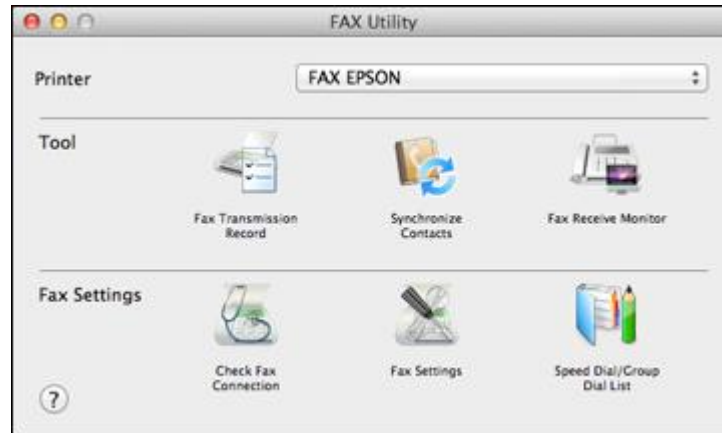 FAX Utility
Printer
FAX EPSON
Tool
Fax Transmission
Record
Synchronize
Contacts
Fax Receive Monitor
Fax Settings
Check Fax
Connection
Fax Settings
Speed Dial/Group
Dial List
?